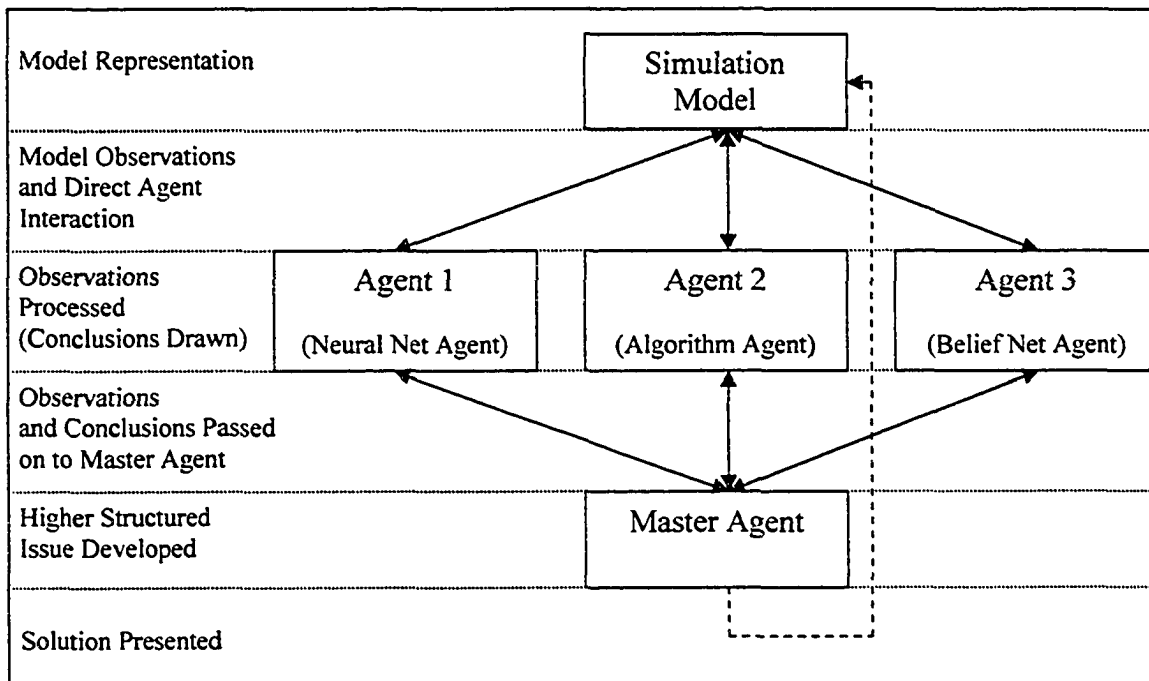 Model Representation
Simulation
Model
Model Observations
and Direct Agent
Interaction
Observations
Processed
(Conclusions Drawn)
Agent 1
(Neural Net Agent)
Agent 2
(Algorithm Agent)
Agent 3
(Belief Net Agent)
Observations
and Conclusions Passed
on to Master Agent
Higher Structured
Issue Developed
Master Agent
Solution Presented